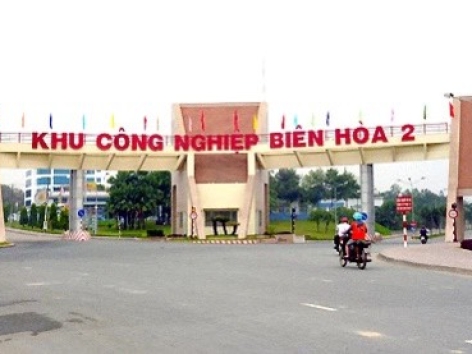 KHU CÔNG NGHIỆP BIÊN HÒA 2